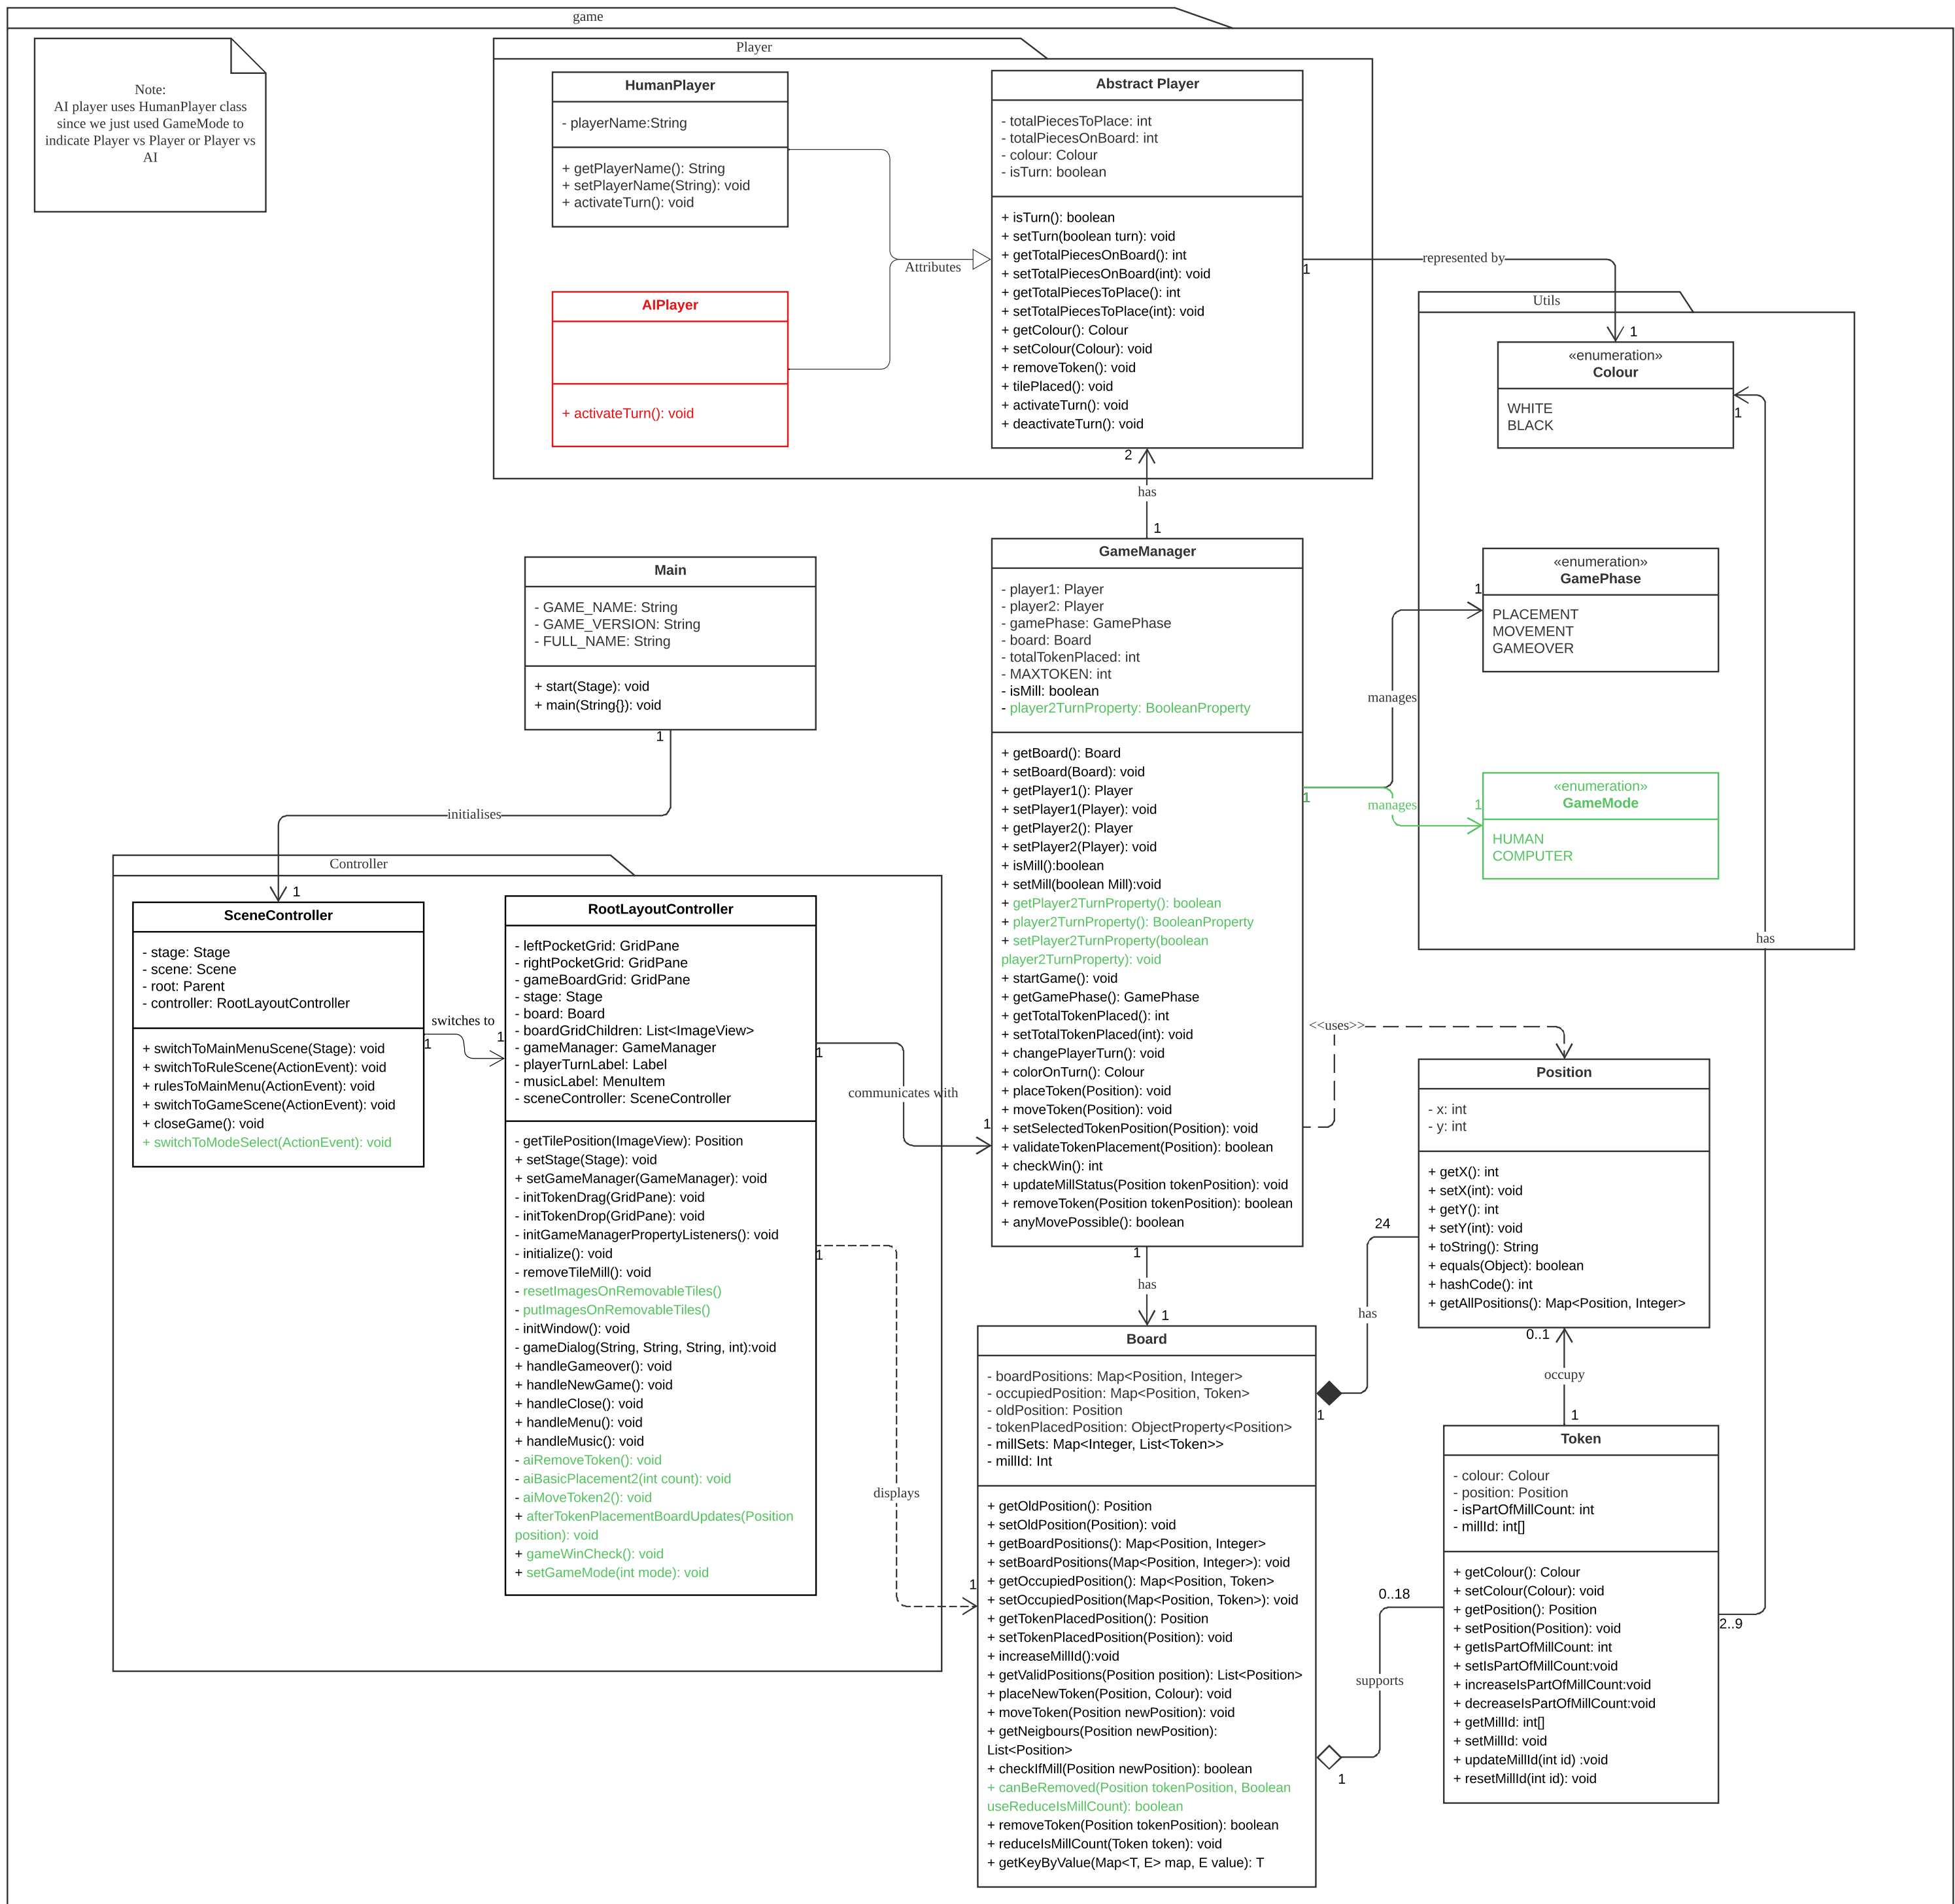 game
Note:
AI player uses HumanPlayer class
since we just used GameMode to
indicate Player vs Player or Player vs
AI
Player
HumanPlayer
- playerName:String
+ getPlayerName(): String
+ setPlayerName(String): void
+ activateTurn(): void
AIPlayer
+ activateTurn(): void
Attributes
Abstract Player
- totalPiecesToPlace: int
- totalPiecesOnBoard: int
- colour: Colour
- isTurn: boolean
+ isTurn(): boolean
+ setTurn(boolean turn): void
+ getTotalPiecesOnBoard(): int
+ setTotalPiecesOnBoard(int): void
+ getTotalPiecesToPlace(): int
+ setTotalPiecesToPlace(int): void
+ getColour(): Colour
+ setColour(Colour): void
+ removeToken(): void
+ tilePlaced(): void
+ activateTurn(): void
+ deactivateTurn(): void
1
represented by
1
2
has
1
Utils
«enumeration»
Colour
WHITE
BLACK
1
«enumeration»
GamePhase
PLACEMENT
MOVEMENT
GAMEOVER
1
manages
1
manages
1
«enumeration»
GameMode
HUMAN
COMPUTER
has
Main
- GAME_NAME: String
- GAME_VERSION: String
- FULL_NAME: String
+ start(Stage): void
+ main(String{}): void
1
initialises
1
GameManager
- player1: Player
- player2: Player
- gamePhase: GamePhase
- board: Board
- totalTokenPlaced: int
- MAXTOKEN: int
- isMill: boolean
- player2TurnProperty: BooleanProperty
+ getBoard(): Board
+ setBoard(Board): void
+ getPlayer1(): Player
+ setPlayer1(Player): void
+ getPlayer2(): Player
+ setPlayer2(Player): void
+ isMill():boolean
+ setMill(boolean Mill):void
+ getPlayer2TurnProperty(): boolean
+ player2TurnProperty(): BooleanProperty
+ setPlayer2TurnProperty(boolean
player2TurnProperty): void
+ startGame(): void
+ getGamePhase(): GamePhase
+ getTotalTokenPlaced(): int
+ setTotalTokenPlaced(int): void
+ changePlayerTurn(): void
+ colorOnTurn(): Colour
+ placeToken(Position): void
+ moveToken(Position): void
+ setSelectedTokenPosition(Position): void
+ validateTokenPlacement(Position): boolean
+ checkWin(): int
+ updateMillStatus(Position tokenPosition): void
+ removeToken(Position tokenPosition): boolean
+ anyMovePossible(): boolean
Controller
SceneController
- stage: Stage
- scene: Scene
- root: Parent
- controller: RootLayoutController
+ switchToMainMenuScene(Stage): void
+ switchToRuleScene(ActionEvent): void
+ rulesToMainMenu(ActionEvent): void
+ switchToGameScene(ActionEvent): void
+ closeGame(): void
+ switchToModeSelect(ActionEvent): void
switches to
1
1
RootLayoutController
- leftPocketGrid: GridPane
- rightPocketGrid: GridPane
- gameBoardGrid: GridPane
- stage: Stage
- board: Board
- boardGridChildren: List<ImageView>
- gameManager: GameManager
- playerTurnLabel: Label
- musicLabel: MenuItem
- sceneController: SceneController
- getTilePosition(ImageView): Position
+ setStage(Stage): void
+ setGameManager(GameManager): void
- initTokenDrag(GridPane): void
- initTokenDrop(GridPane): void
- initGameManagerPropertyListeners(): void
- initialize(): void
- removeTileMill(): void
- resetImagesOnRemovableTiles()
- putImagesOnRemovableTiles()
- initWindow(): void
- gameDialog(String, String, String, int):void
+ handleGameover(): void
+ handleNewGame(): void
+ handleClose(): void
+ handleMenu(): void
+ handleMusic(): void
- aiRemoveToken(): void
- aiBasicPlacement2(int count): void
- aiMoveToken2(): void
+ afterTokenPlacementBoardUpdates(Position
position): void
+ gameWinCheck(): void
+ setGameMode(int mode): void
1
communicates with
1
1
displays
1
<<uses>>
Position
- x: int
- y: int
+ getX(): int
+ setX(int): void
+ getY(): int
+ setY(int): void
+ toString(): String
+ equals(Object): boolean
+ hashCode(): int
+ getAllPositions(): Map<Position, Integer>
1
has
1
24
has
1
0..1
occupy
1
Board
- boardPositions: Map<Position, Integer>
- occupiedPosition: Map<Position, Token>
- oldPosition: Position
- tokenPlacedPosition: ObjectProperty<Position>
- millSets: Map<Integer, List<Token>>
- millId: Int
+ getOldPosition(): Position
+ setOldPosition(Position): void
+ getBoardPositions(): Map<Position, Integer>
+ setBoardPositions(Map<Position, Integer>): void
+ getOccupiedPosition(): Map<Position, Token>
+ setOccupiedPosition(Map<Position, Token>): void
+ getTokenPlacedPosition(): Position
+ setTokenPlacedPosition(Position): void
+ increaseMillId():void
+ getValidPositions(Position position): List<Position>
+ placeNewToken(Position, Colour): void
+ moveToken(Position newPosition): void
+ getNeigbours(Position newPosition):
List<Position>
+ checkIfMill(Position newPosition): boolean
+ canBeRemoved(Position tokenPosition, Boolean
useReduceIsMillCount): boolean
+ removeToken(Position tokenPosition): boolean
+ reduceIsMillCount(Token token): void
+ getKeyByValue(Map<T, E> map, E value): T
0..18
supports
1
Token
- colour: Colour
- position: Position
- isPartOfMillCount: int
- millId: int[]
+ getColour(): Colour
+ setColour(Colour): void
+ getPosition(): Position
+ setPosition(Position): void
+ getIsPartOfMillCount: int
+ setIsPartOfMillCount:void
+ increaseIsPartOfMillCount:void
+ decreaseIsPartOfMillCount:void
+ getMillId: int[]
+ setMillId: void
+ updateMillId(int id) :void
+ resetMillId(int id): void
2..9